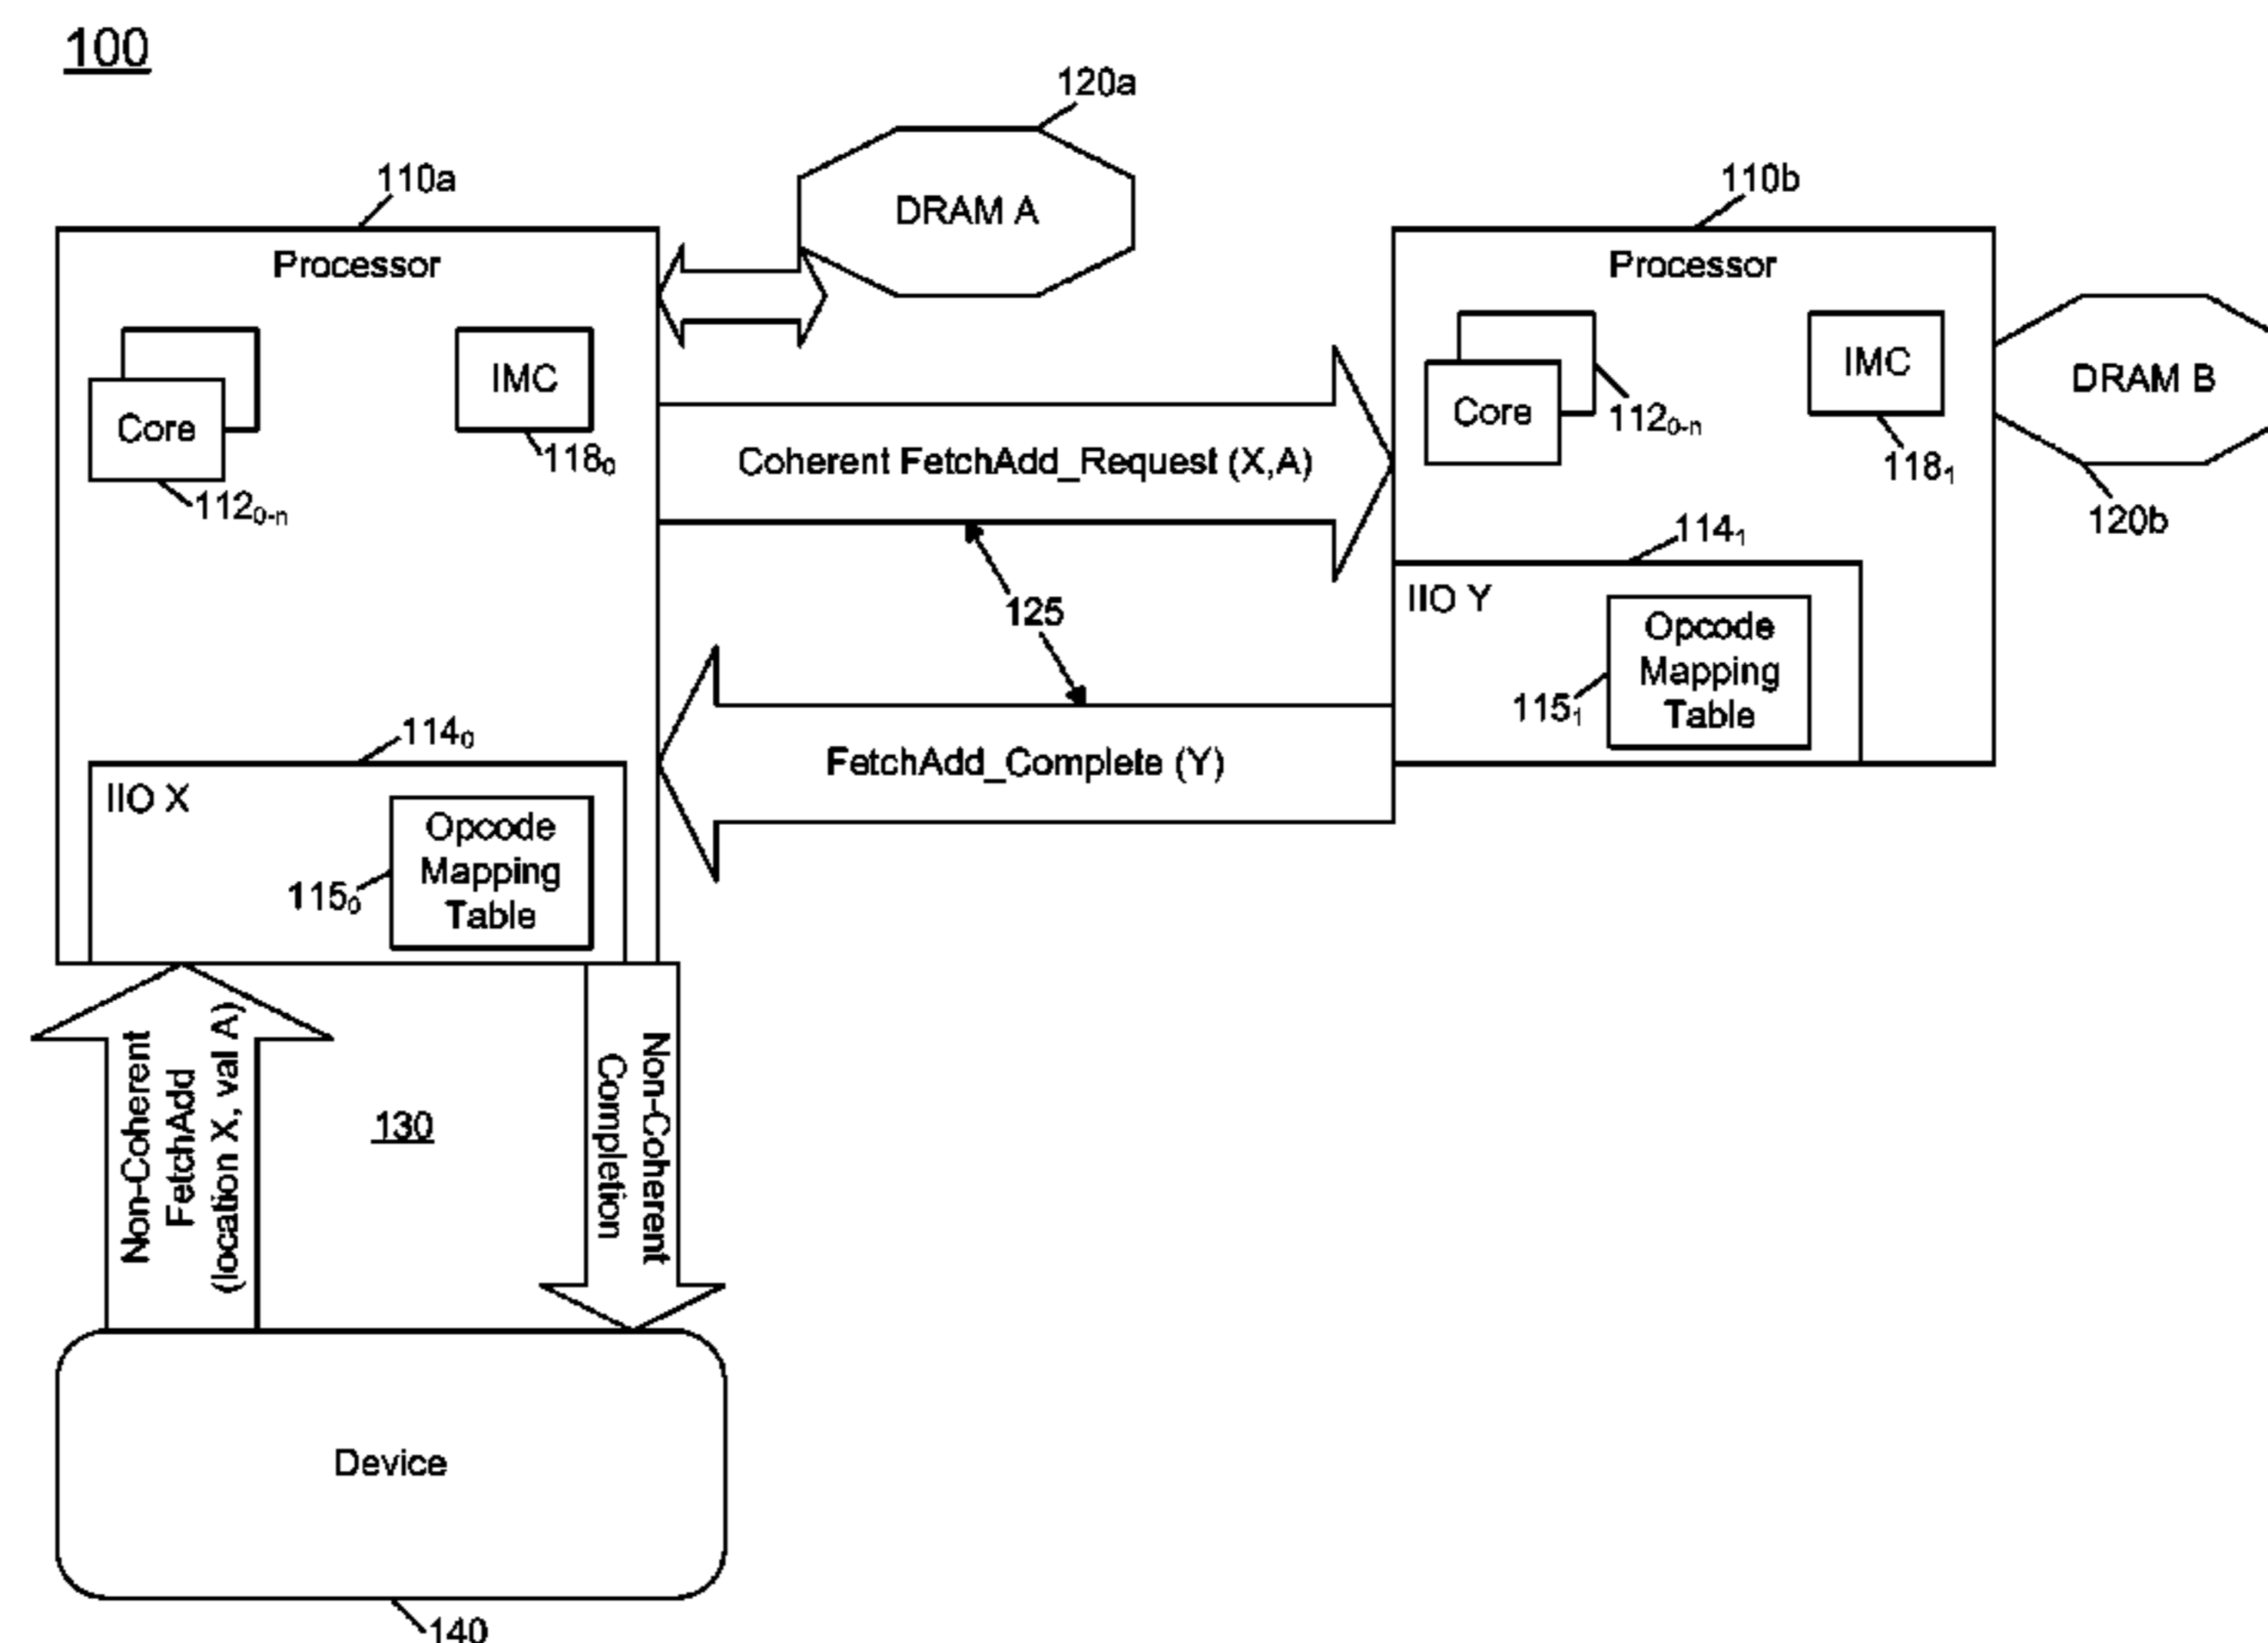 100
120a
DRAM A
110a
Processor
Core
112₀₋ₙ
IMC
118₀
110b
Processor
Core
112₀₋ₙ
IMC
118₁
DRAM B
120b
Coherent FetchAdd_Request (X,A)
125
FetchAdd_Complete (Y)
114₁
IIO Y
Opcode
Mapping
Table
115₁
114₀
IIO X
Opcode
Mapping
Table
115₀
Non-Coherent
FetchAdd
(location X, val A)
130
Non-Coherent
Completion
Device
140